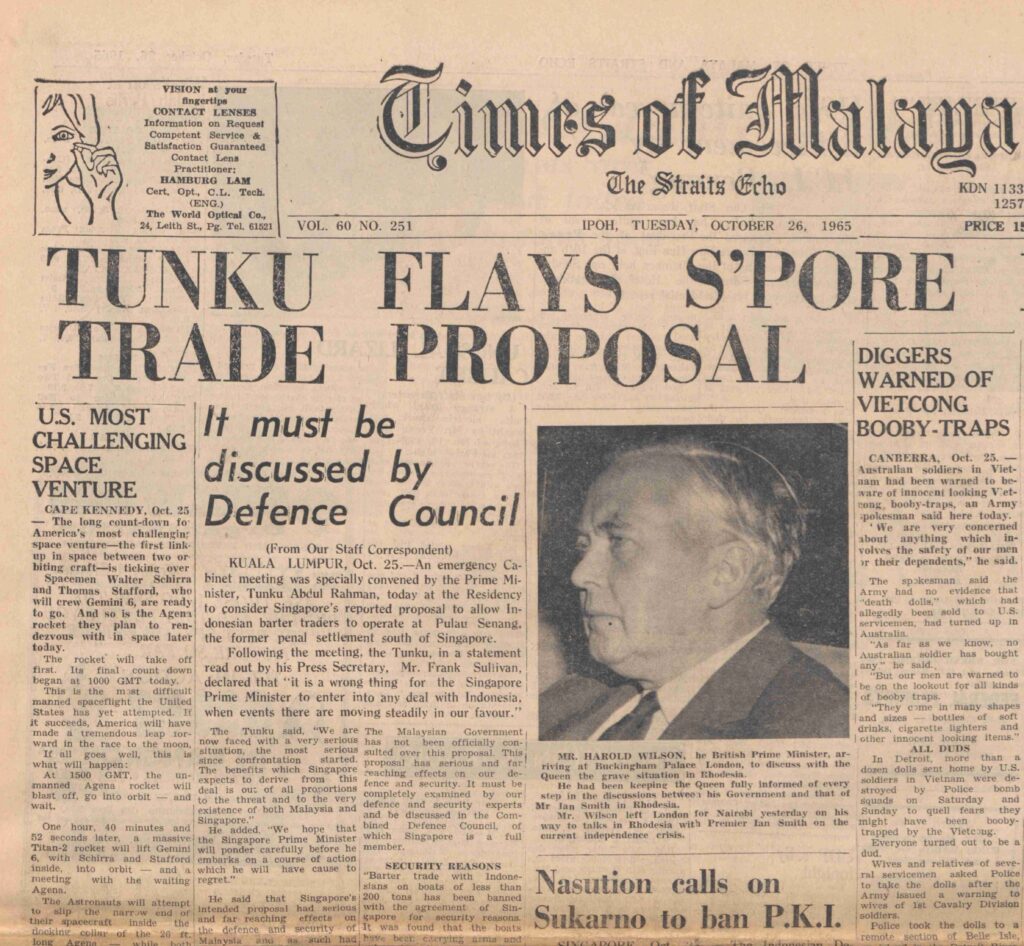 VISION at your
fingertips
CONTACT LENSES
Information on Request
Competent Service &
Satisfaction Guaranteed
Contact Lens
Practitioner:
HAMBURG LAM
Cert, Opt., C.L. Tech.
(ENG.)
The World Optical Co.,
24, Leith St., Pg. Tel. 61521
Times of Malaya
The Straits Echo
KDN 1133
1257
VOL. 60 NO. 251
IPOH, TUESDAY, OCTOBER 26, 1965
PRICE 15
TUNKU FLAYS S'PORE
TRADE PROPOSAL
U.S. MOST
CHALLENGING
SPACE
VENTURE
CAPE KENNEDY, Oct. 25
— The long count-down fo
America's most challenging
space venture—the first link-
up in space between two or-
biting craft—is ticking over
Spacemen Walter Schirra
and Thomas Stafford, who
will crew Gemini 6, are ready
to go. And so is the Agena
rocket they plan to ren-
dezvous with in space later
today.
The rocket will take off
first. Its final count-down
began at 1000 GMT today.
This is the most difficult
manned spaceflight the United
States has yet attempted. If
it succeeds, America will have
made a tremendous leap for-
ward in the race to the moon.
If all goes well, this is
what will happen:
At 1500 GMT, the un-
manned Agena rocket will
blast off, go into orbit — and
wait.
One hour, 40 minutes and
52 seconds later, a massive
Titan-2 rocket will lift Gemini
6, with Schirra and Stafford
inside, into orbit — and a
meeting with the waiting
Agena.
The Astronauts will attempt
to slip the narrow end of
their spacecraft inside the
docking collar of the 26 ft.
long Agena — while both
It must be
discussed by
Defence Council
(From Our Staff Correspondent)
KUALA LUMPUR, Oct. 25.—An emergency Ca-
binet meeting was specially convened by the Prime Mi-
nister, Tunku Abdul Rahman, today at the Residency
to consider Singapore's reported proposal to allow In-
donesian barter traders to operate at Pulau Senang,
the former penal settlement south of Singapore.
Following the meeting, the Tunku, in a statement
read out by his Press Secretary, Mr. Frank Sullivan,
declared that "it is a wrong thing for the Singapore
Prime Minister to enter into any deal with Indonesia,
when events there are moving steadily in our favour."
The Tunku said, "We are
now faced with a very serious
situation, the most serious
since confrontation started.
The benefits which Singapore
expects to derive from this
deal is out of all proportions
to the threat and to the very
existence of both Malaysia and
Singapore."
He added, "We hope that
the Singapore Prime Minister
will ponder carefully before he
embarks on a course of action
which he will have cause to
regret."
He said that Singapore's
intended proposal had serious
and far reaching effects on
the defence and security of
Malaysia and as such had
The Malaysian Government
has not been officially con-
sulted over this proposal. This
proposal has serious and far
reaching effects on our de-
fence and security. It must be
completely examined by our
defence and security experts
and be discussed in the Com-
bined Defence Council, of
which Singapore is a full
member.
SECURITY REASONS
"Barter trade with Indone-
sians on boats of less than
200 tons has been banned
with the agreement of Sin-
gapore for security reasons.
It was found that the boats
have been carrying arms and
MR. HAROLD WILSON, he British Prime Minister, ar-
riving at Buckingham Palace London, to discuss with the
Queen the grave situation in Rhodesia.
He had been keeping the Queen fully informed of every
step in the discussions between his Government and that of
Mr Ian Smith in Rhodesia.
Mr. Wilson left London for Nairobi yesterday on his
way to talks in Rhodesia with Premier Ian Smith on the
current independence crisis.
Nasution calls on
Sukarno to ban P.K.I.
SINGAPORE, Oct.
DIGGERS
WARNED OF
VIETCONG
BOOBY-TRAPS
CANBERRA, Oct. 25. —
Australian soldiers in Viet-
nam had been warned to be-
ware of innocent looking Viet-
cong, booby-traps, an Army
spokesman said here today.
'We are very concerned
about anything which in-
volves the safety of our men
or their dependents," he said.
The spokesman said the
Army had no evidence that
"death dolls," which had
allegedly been sold to U.S.
servicemen, had turned up in
Australia.
"As far as we know, no
Australian soldier has bought
any." he said.
"But our men are warned to
be on the lookout for all kinds
of booby traps.
"They come in many shapes
and sizes — bottles of soft
drinks, cigarette lighters and
other innocent looking items."
ALL DUDS
In Detroit, more than a
dozen dolls sent home by U.S.
soldiers in Vietnam were de-
stroyed by Police bomb
squads on Saturday and
Sunday to quell fears they
might have been booby-
trapped by the Vietcong.
Everyone turned out to be a
dud.
Wives and relatives of seve-
ral servicemen asked Police
to take the dolls after the
Army issued a warning to
wives of 1st Cavalry Division
soldiers.
Police took the dolls to a
remote section of Belle Isle,